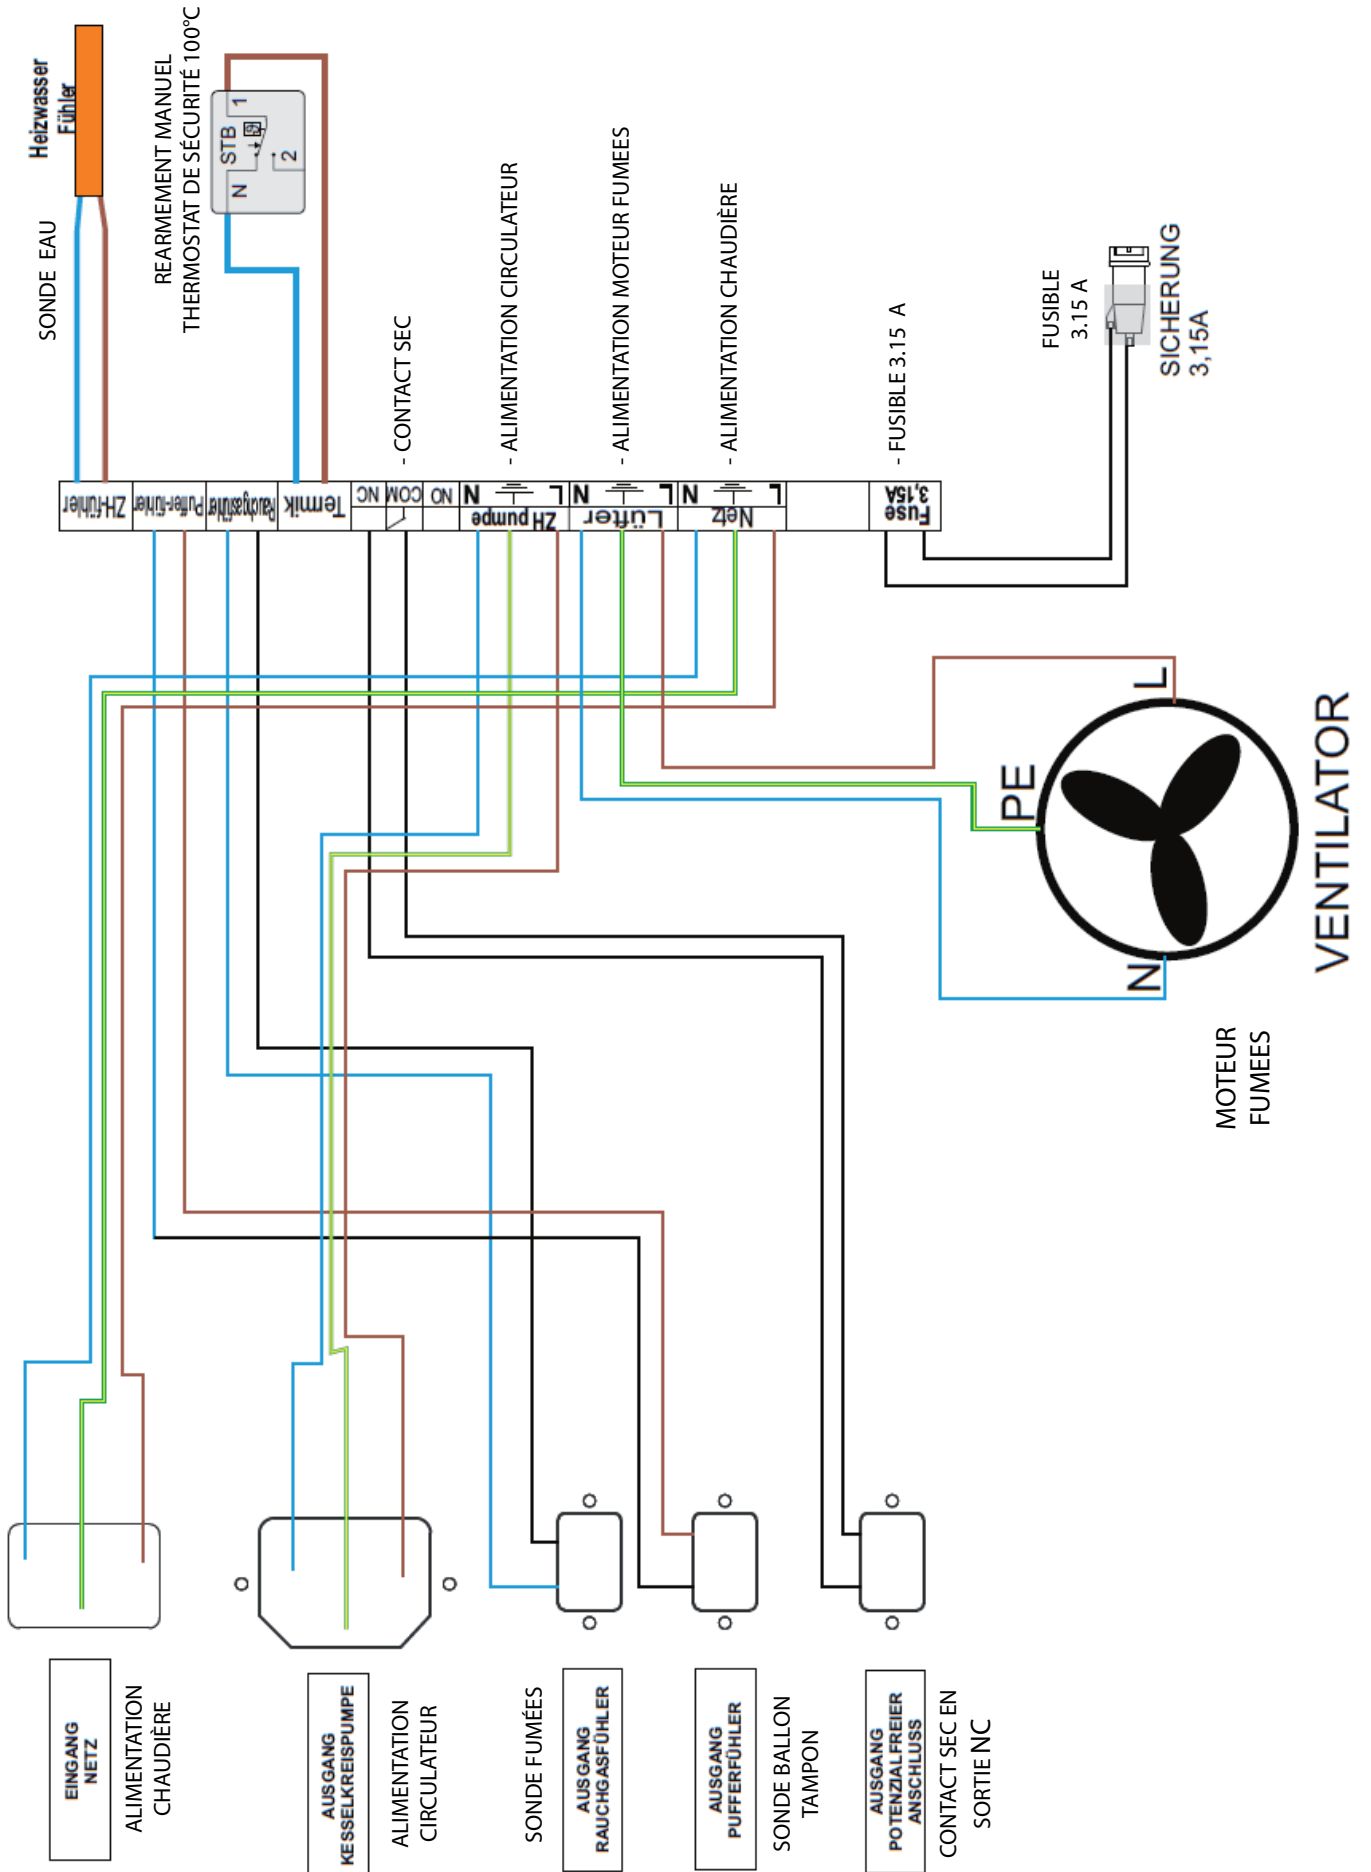 Heizwasser
Fühler
SONDE EAU
REARMEMENT MANUEL
THERMOSTAT DE SÉCURITÉ 100°C
N STB 1
2
- CONTACT SEC
- ALIMENTATION CIRCULATEUR
- ALIMENTATION MOTEUR FUMEES
- ALIMENTATION CHAUDIÈRE
- FUSIBLE 3.15 A
FUSIBLE
3.15 A
SICHERUNG
3,15A
ZH-fühler
Puffer-fühler
Rauchgasfühler
Termik
NC
COM
NO
N
L
ZH pumpe
N
L
Lüfter
N
L
Netz
Fuse
3,15A
L
PE
N
VENTILATOR
MOTEUR
FUMEES
EINGANG
NETZ
ALIMENTATION
CHAUDIÈRE
AUSGANG
KESSELKREISPUMPE
ALIMENTATION
CIRCULATEUR
SONDE FUMÉES
AUSGANG
RAUCHGASFÜHLER
AUSGANG
PUFFERFÜHLER
SONDE BALLON
TAMPON
AUSGANG
POTENZIALFREIER
ANSCHLUSS
CONTACT SEC EN
SORTIE NC